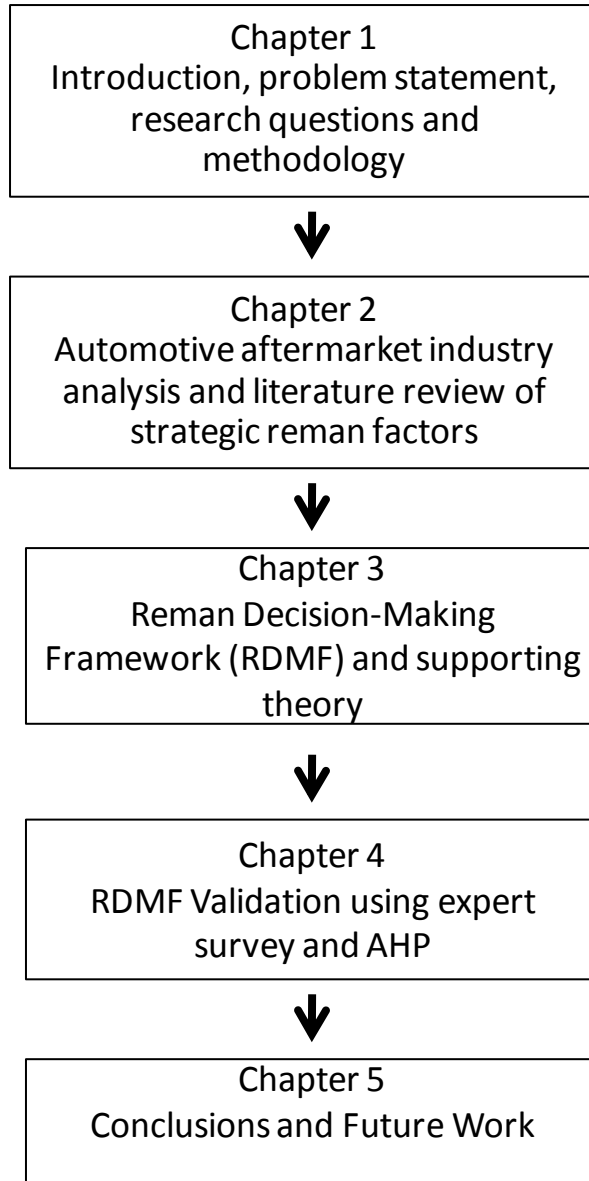 Chapter 1
Introduction, problem statement,
research questions and
methodology
Chapter 2
Automotive aftermarket industry
analysis and literature review of
strategic reman factors
Chapter 3
Reman Decision-Making
Framework (RDMF) and supporting
theory
Chapter 4
RDMF Validation using expert
survey and AHP
Chapter 5
Conclusions and Future Work